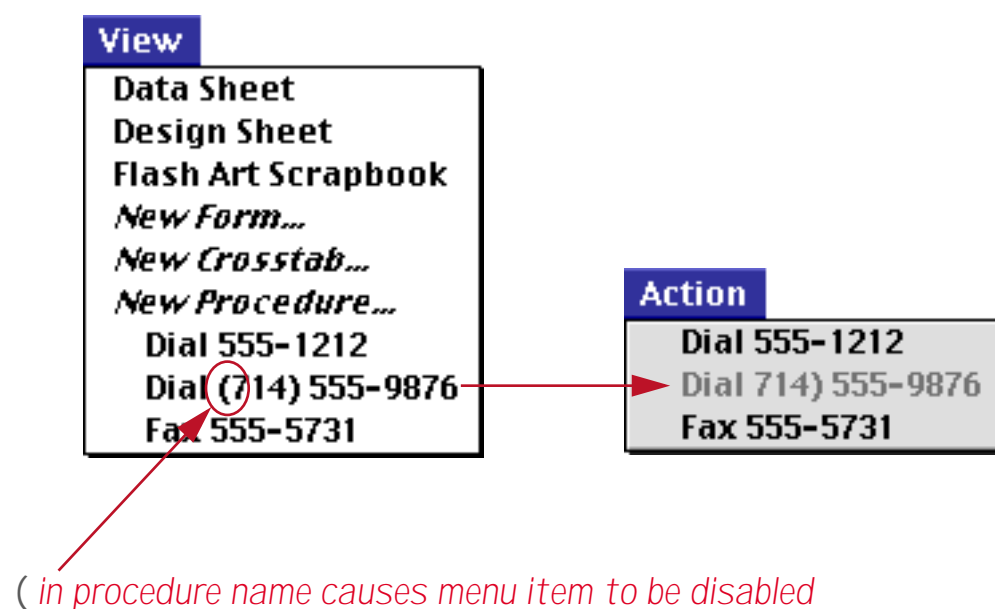 View
Data Sheet
Design Sheet
Flash Art Scrapbook
New Form...
New Crosstab...
New Procedure...
Dial 555-1212
Dial (714) 555-9876
Fax 555-5731
Action
Dial 555-1212
Dial 714) 555-9876
Fax 555-5731
( in procedure name causes menu item to be disabled